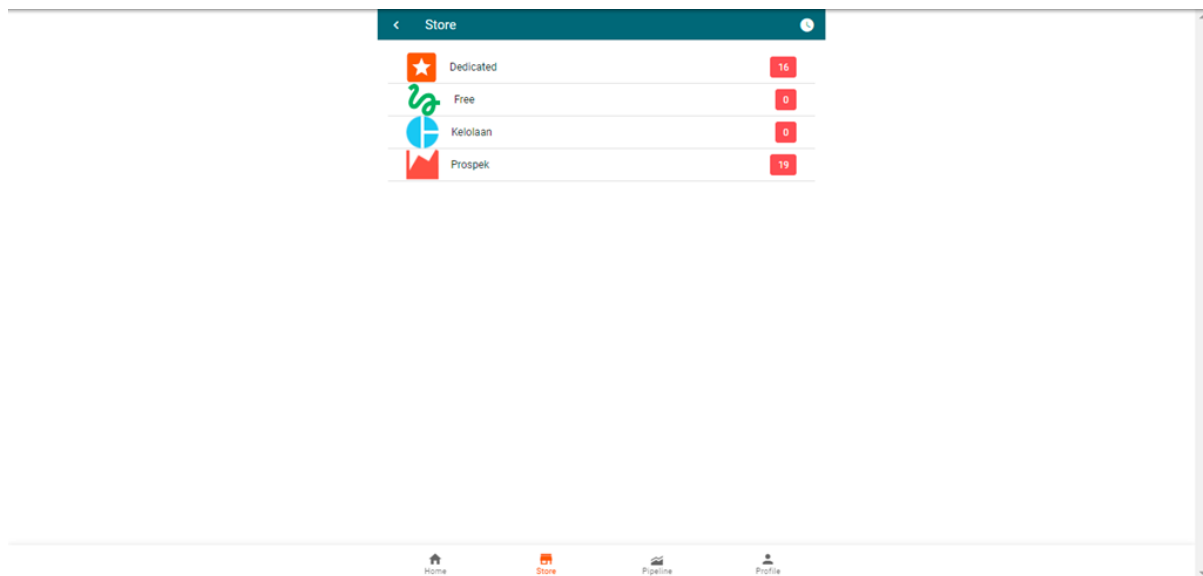 Store
Dedicated 16
Free 0
Kelolaan 0
Prospek 19
Home Store Pipeline Profile